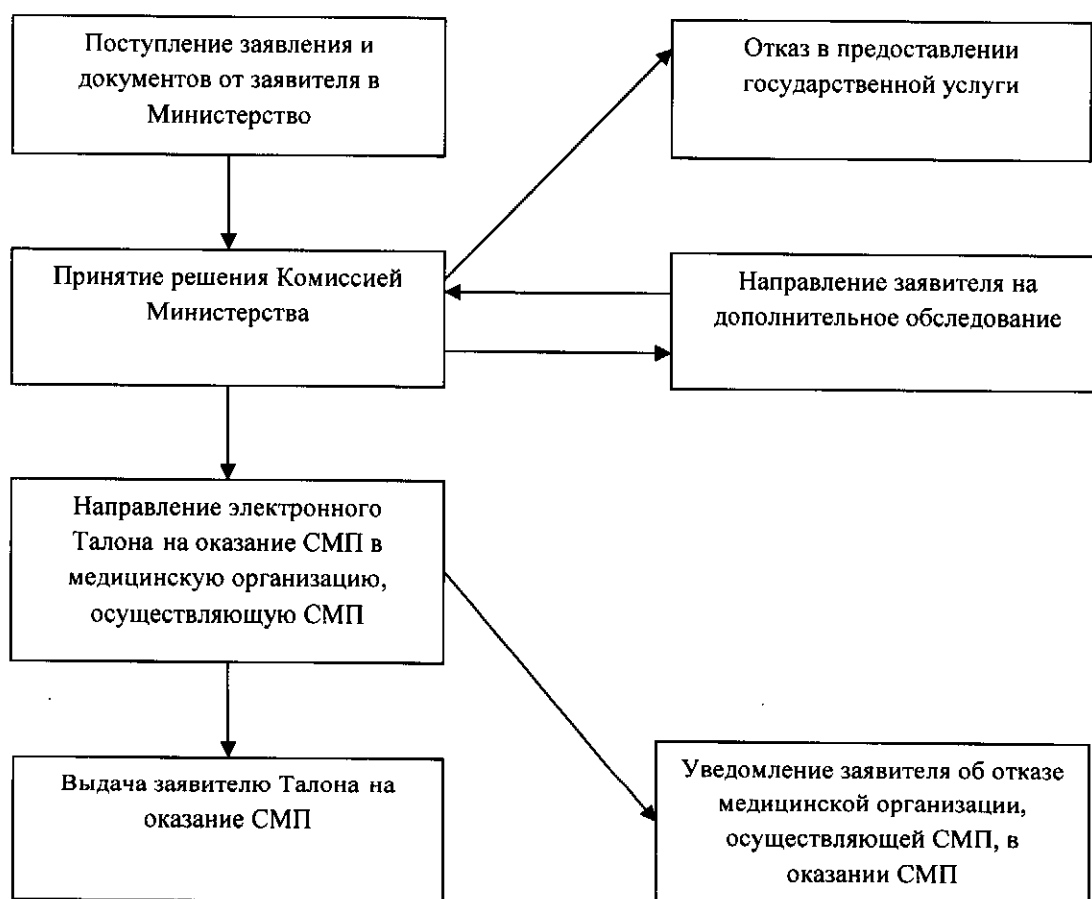 Поступление заявления и
документов от заявителя в
Министерство
Отказ в предоставлении
государственной услуги
Принятие решения Комиссией
Министерства
Направление заявителя на
дополнительное обследование
Направление электронного
Талона на оказание СМП в
медицинскую организацию,
осуществляющую СМП
Выдача заявителю Талона на
оказание СМП
Уведомление заявителя об отказе
медицинской организации,
осуществляющей СМП, в
оказании СМП